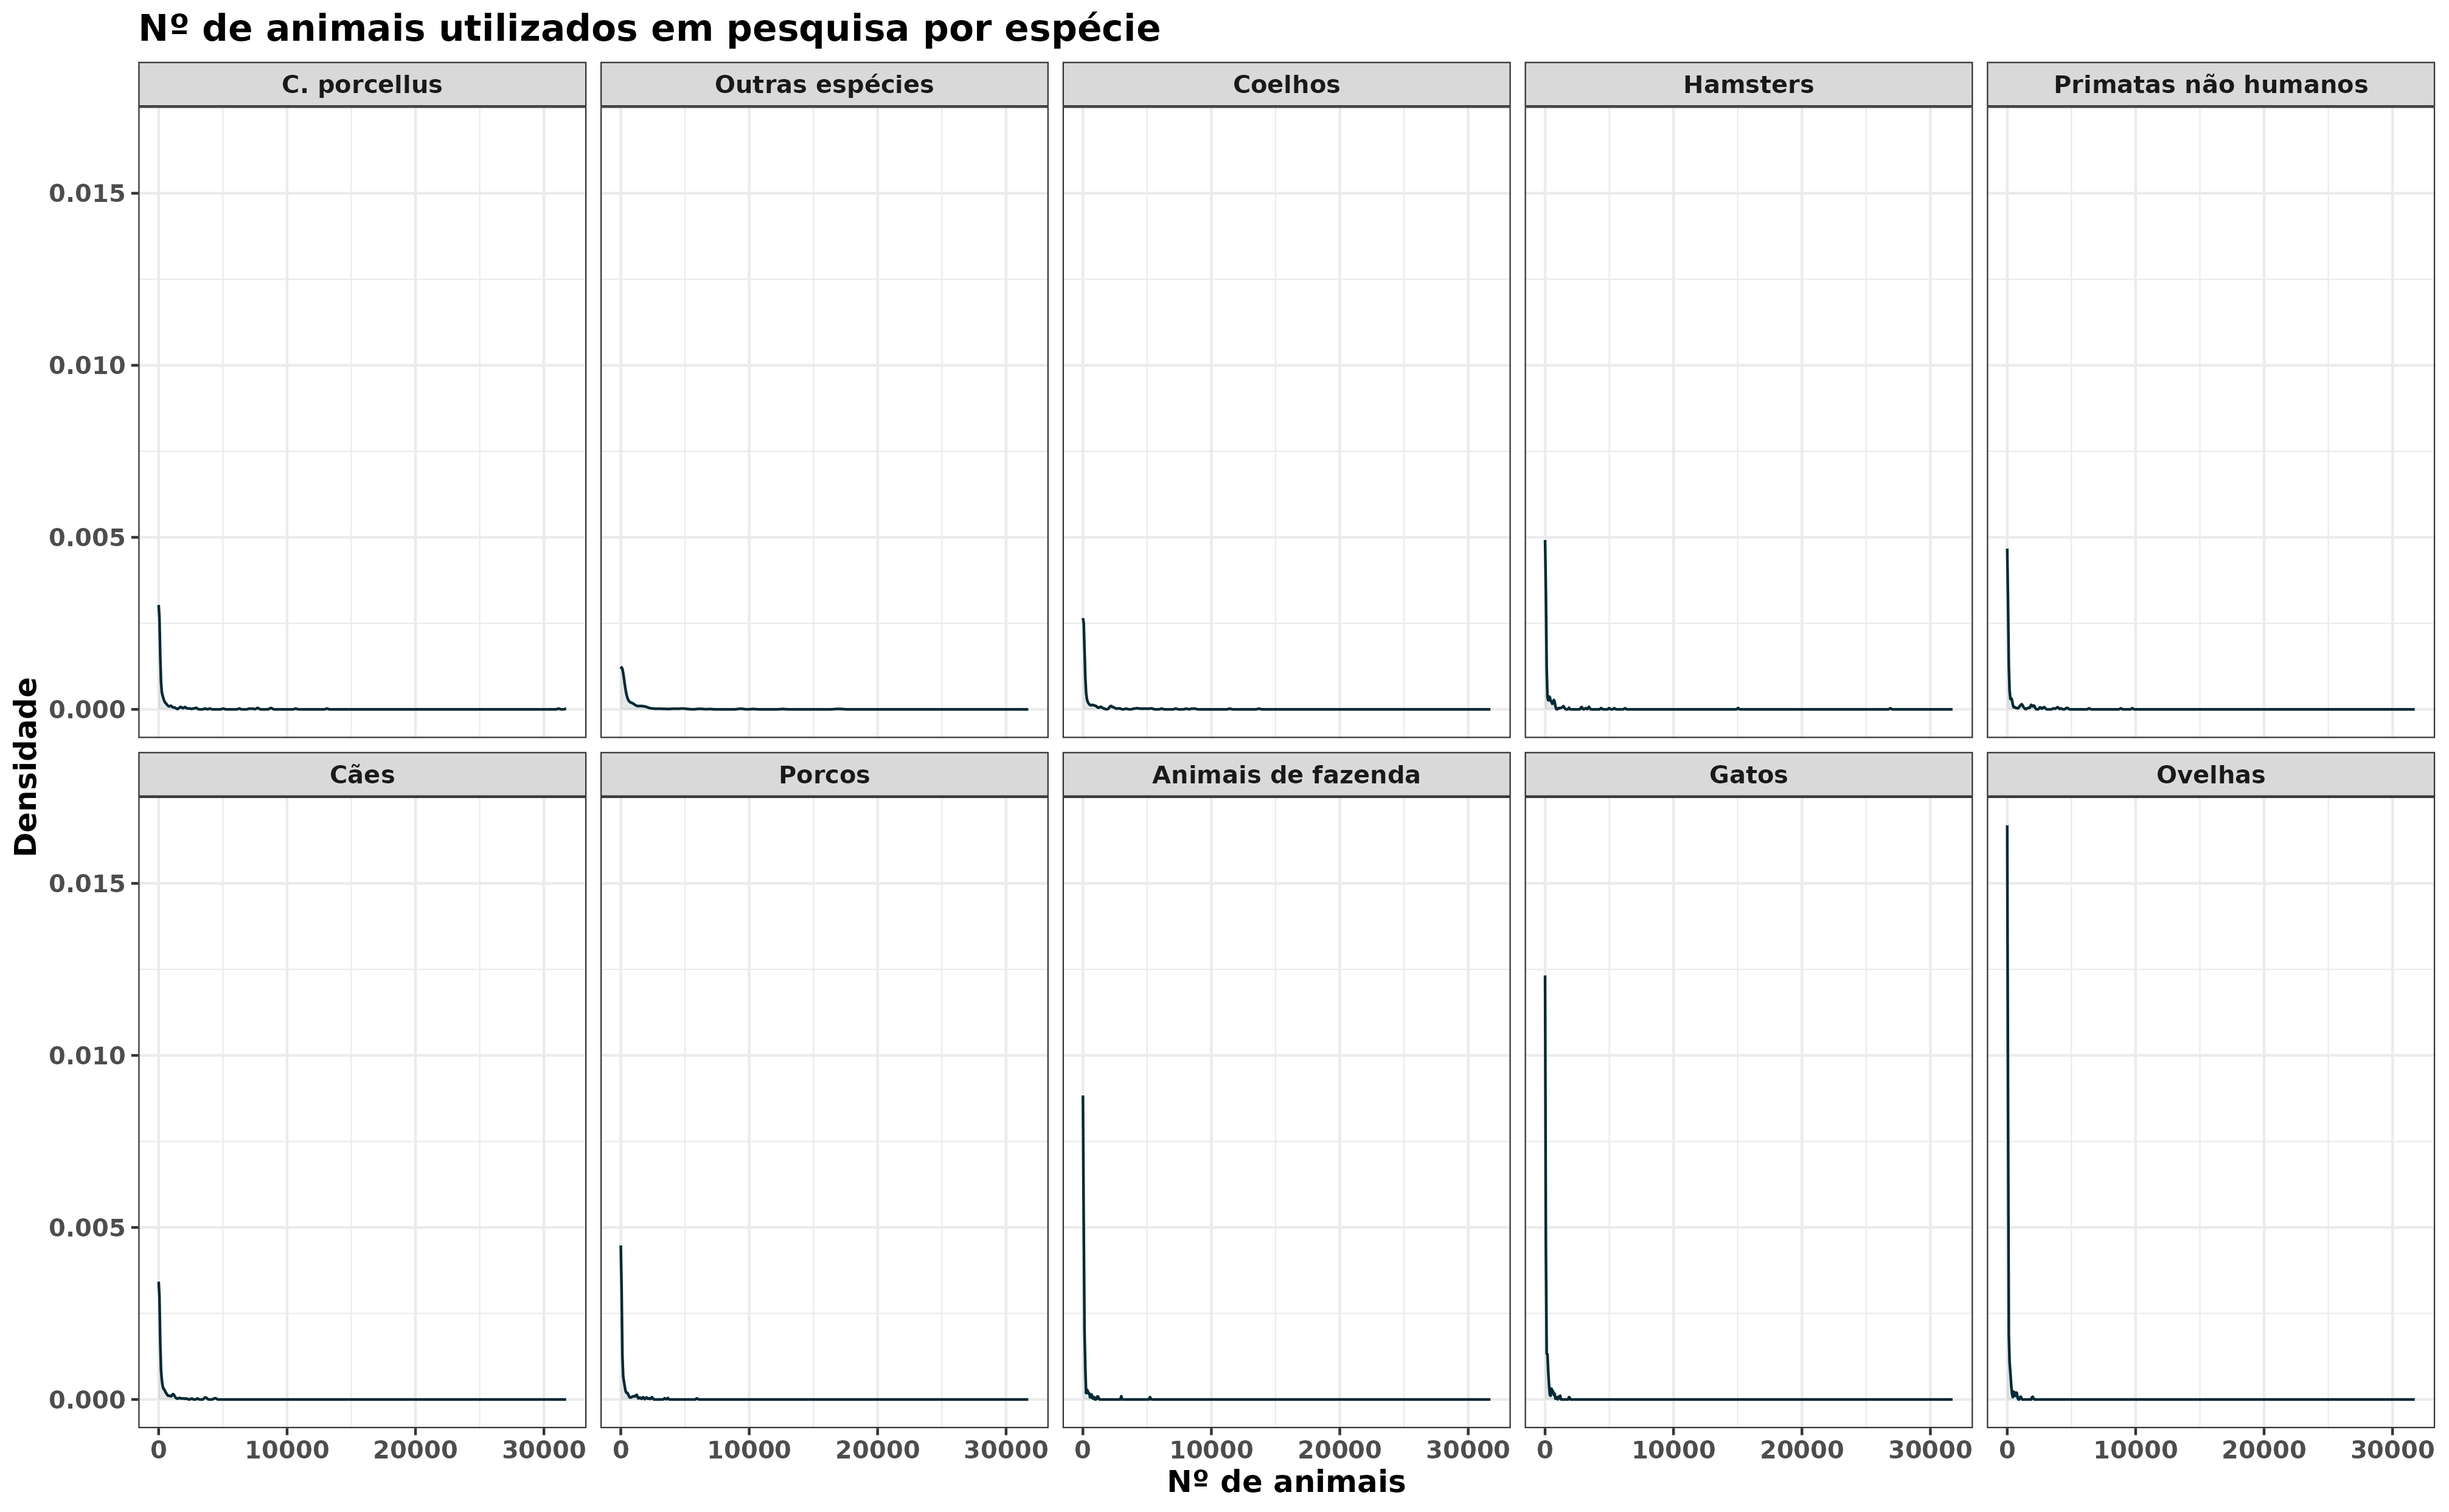 Nº de animais utilizados em pesquisa por espécie
C. porcellus
Outras espécies
Coelhos
Hamsters
Primatas não humanos
0.015
0.010
0.005
0.000
Densidade
Cães
Porcos
Animais de fazenda
Gatos
Ovelhas
0.015
0.010
0.005
0.000
0 10000 20000 30000
0 10000 20000 30000
0 10000 20000 30000
0 10000 20000 30000
0 10000 20000 30000
Nº de animais